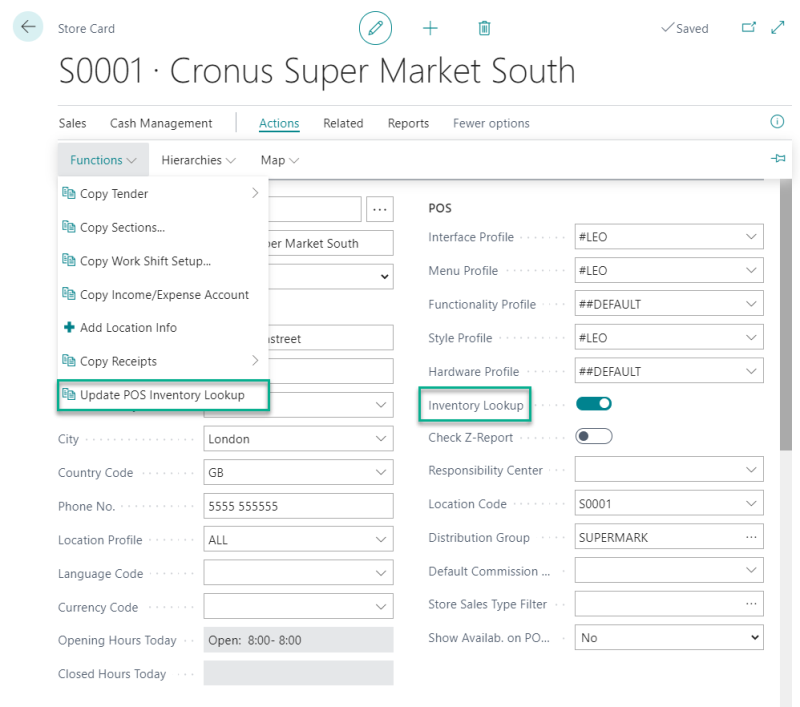 Store Card
Saved
S0001 · Cronus Super Market South
Sales Cash Management Actions Related Reports Fewer options
Functions Hierarchies Map
Copy Tender
Copy Sections...
Copy Work Shift Setup...
Copy Income/Expense Account
Add Location Info
Copy Receipts
Update POS Inventory Lookup
er Market South
street
City London
Country Code GB
Phone No. 5555 555555
Location Profile ALL
Language Code
Currency Code
Opening Hours Today Open: 8:00- 8:00
Closed Hours Today
POS
Interface Profile #LEO
Menu Profile #LEO
Functionality Profile ##DEFAULT
Style Profile #LEO
Hardware Profile ##DEFAULT
Inventory Lookup
Check Z-Report
Responsibility Center
Location Code S0001
Distribution Group SUPERMARK
Default Commission ...
Store Sales Type Filter
Show Availab. on PO... No